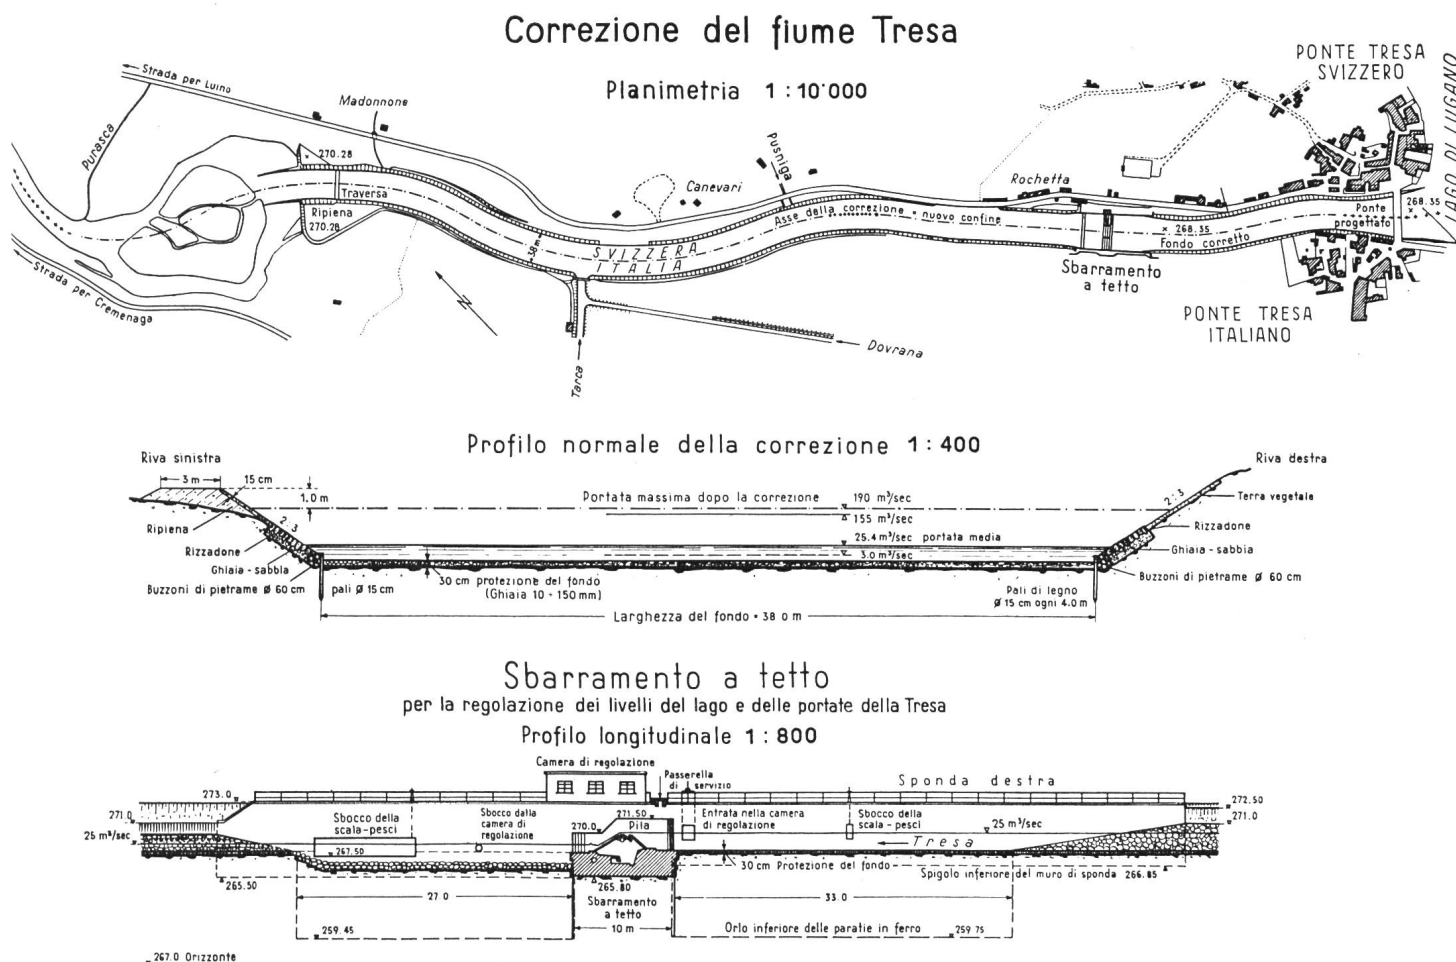 Correzione del fiume Tresa
Planimetria 1 : 10'000
PONTE TRESA
SVIZZERO
LAGO DI LUGANO
Strada per Luino
Madonnone
Purasca
× 270.28
Traversa
Ripiena
270.28
Canevari
Pusniga
Rochetta
Asse della correzione = nuovo confine
38m
SVIZZERA
ITALIA
× 268.35
Fondo corretto
Ponte
progettato
268.35
Sbarramento
a tetto
PONTE TRESA
ITALIANO
Strada per Cremenaga
N
Tarca
Dovrana
Profilo normale della correzione 1 : 400
Riva sinistra
Riva destra
3 m
15 cm
1.0 m
2:3
Ripiena
Rizzadone
Ghiaia - sabbia
Buzzoni di pietrame ø 60 cm
pali ø 15 cm
Portata massima dopo la correzione 190 m³/sec
155 m³/sec
25.4 m³/sec portata media
3.0 m³/sec
30 cm protezione del fondo
(Ghiaia 10 ÷ 150 mm)
2:3
Terra vegetale
Rizzadone
Ghiaia - sabbia
Buzzoni di pietrame ø 60 cm
Pali di legno
ø 15 cm ogni 4.0 m
Larghezza del fondo = 38 0 m
Sbarramento a tetto
per la regolazione dei livelli del lago e delle portate della Tresa
Profilo longitudinale 1 : 800
Camera di regolazione
Passerella
di servizio
Sponda destra
273.0
271.0
25 m³/sec
Sbocco della
scala-pesci
Sbocco dalla
camera di
regolazione
271.50
270.0
Pila
Entrata nella camera
di regolazione
Sbocco della
scala-pesci
25 m³/sec
272.50
271.0
Tresa
267.50
30 cm Protezione del fondo
Spigolo inferiore del muro di sponda 266.85
265.50
265.80
27 0
Sbarramento
a tetto
10 m
33.0
259.45
Orlo inferiore delle paratie in ferro
259 75
267.0 Orizzonte